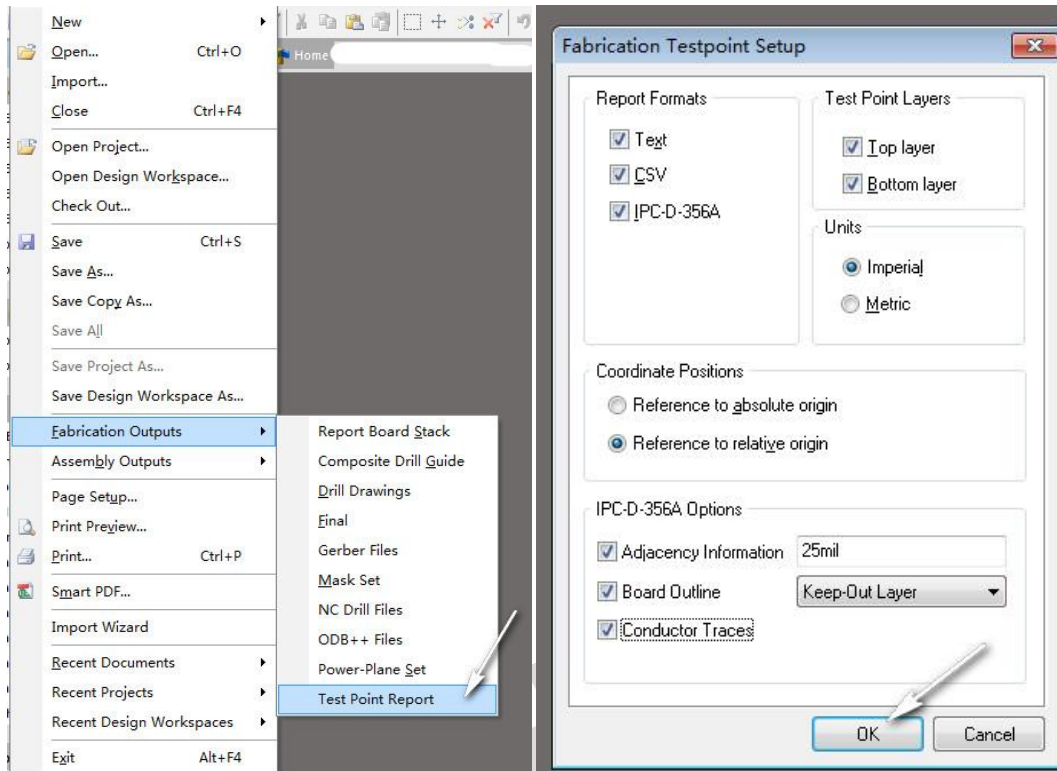 New
Open... Ctrl+O
Import...
Close Ctrl+F4
Open Project...
Open Design Workspace...
Check Out...
Save Ctrl+S
Save As...
Save Copy As...
Save All
Save Project As...
Save Design Workspace As...
Fabrication Outputs
Assembly Outputs
Page Setup...
Print Preview...
Print... Ctrl+P
Smart PDF...
Import Wizard
Recent Documents
Recent Projects
Recent Design Workspaces
Exit Alt+F4
Home
Report Board Stack
Composite Drill Guide
Drill Drawings
Final
Gerber Files
Mask Set
NC Drill Files
ODB++ Files
Power-Plane Set
Test Point Report
Fabrication Testpoint Setup
Report Formats
Text
CSV
IPC-D-356A
Test Point Layers
Top layer
Bottom layer
Units
Imperial
Metric
Coordinate Positions
Reference to absolute origin
Reference to relative origin
IPC-D-356A Options
Adjacency Information 25mil
Board Outline Keep-Out Layer
Conductor Traces
OK Cancel